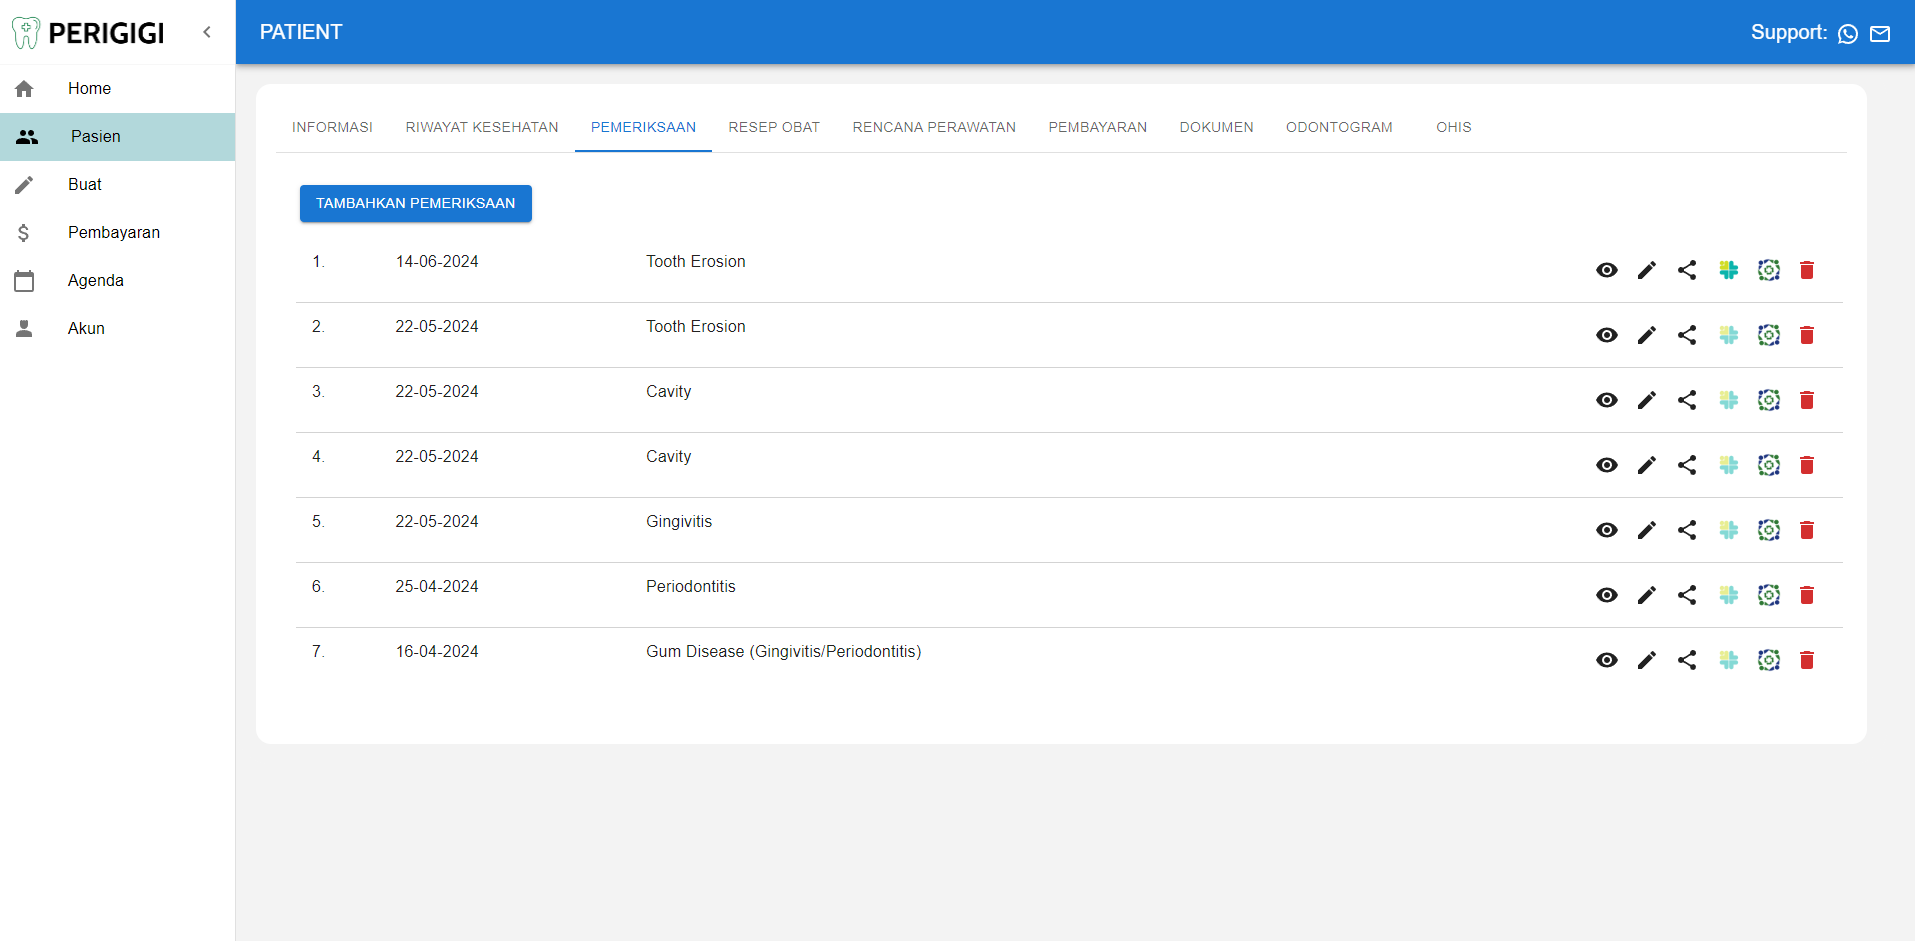 PERIGIGI
PATIENT
Support:
Home
Pasien
Buat
Pembayaran
Agenda
Akun
INFORMASI RIWAYAT KESEHATAN PEMERIKSAAN RESEP OBAT RENCANA PERAWATAN PEMBAYARAN DOKUMEN ODONTOGRAM OHIS
TAMBAHKAN PEMERIKSAAN
1. 14-06-2024 Tooth Erosion
2. 22-05-2024 Tooth Erosion
3. 22-05-2024 Cavity
4. 22-05-2024 Cavity
5. 22-05-2024 Gingivitis
6. 25-04-2024 Periodontitis
7. 16-04-2024 Gum Disease (Gingivitis/Periodontitis)